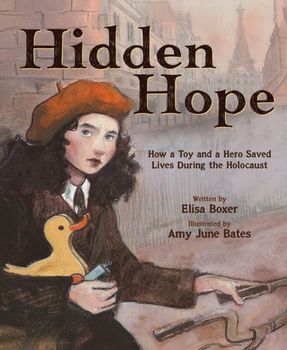 Hidden
Hope
How a Toy and a Hero Saved
Lives During the Holocaust
Written by
Elisa Boxer
Illustrated by
Amy June Bates